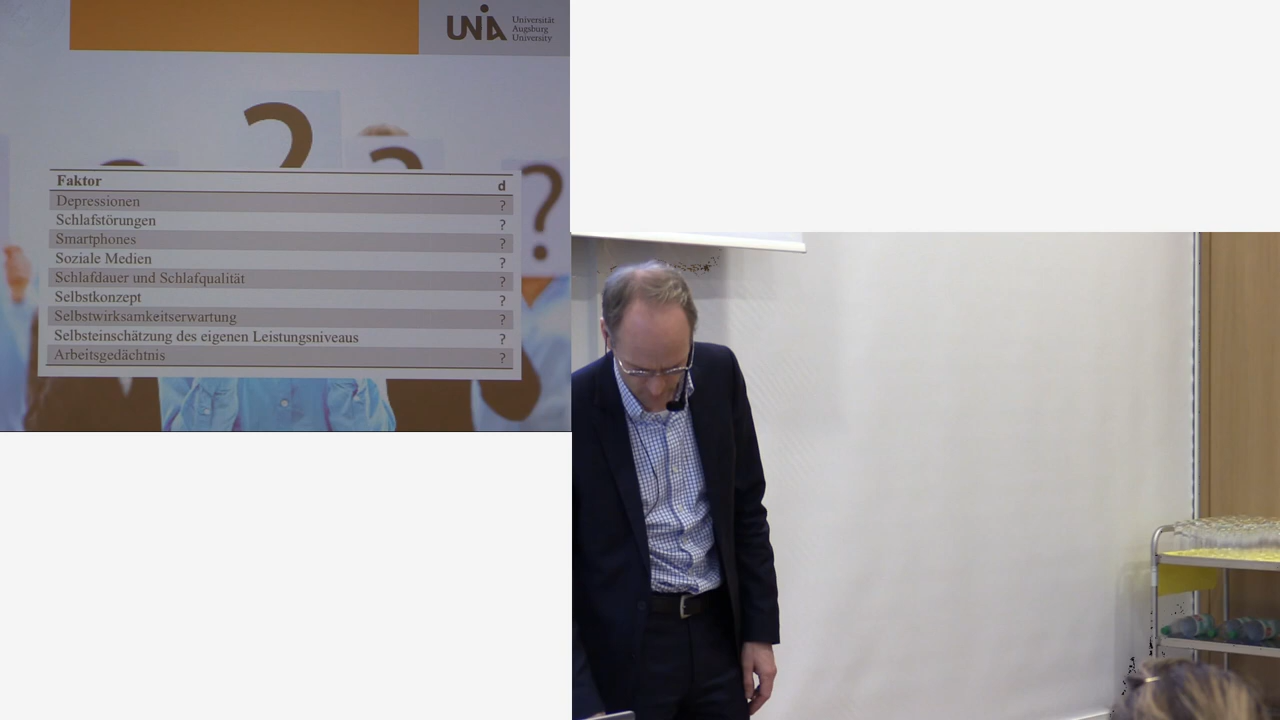 UNIA Universität
Augsburg
University
?
?
?
?
Faktor d
Depressionen ?
Schlafstörungen ?
Smartphones ?
Soziale Medien ?
Schlafdauer und Schlafqualität ?
Selbstkonzept ?
Selbstwirksamkeitserwartung ?
Selbsteinschätzung des eigenen Leistungsniveaus ?
Arbeitsgedächtnis ?